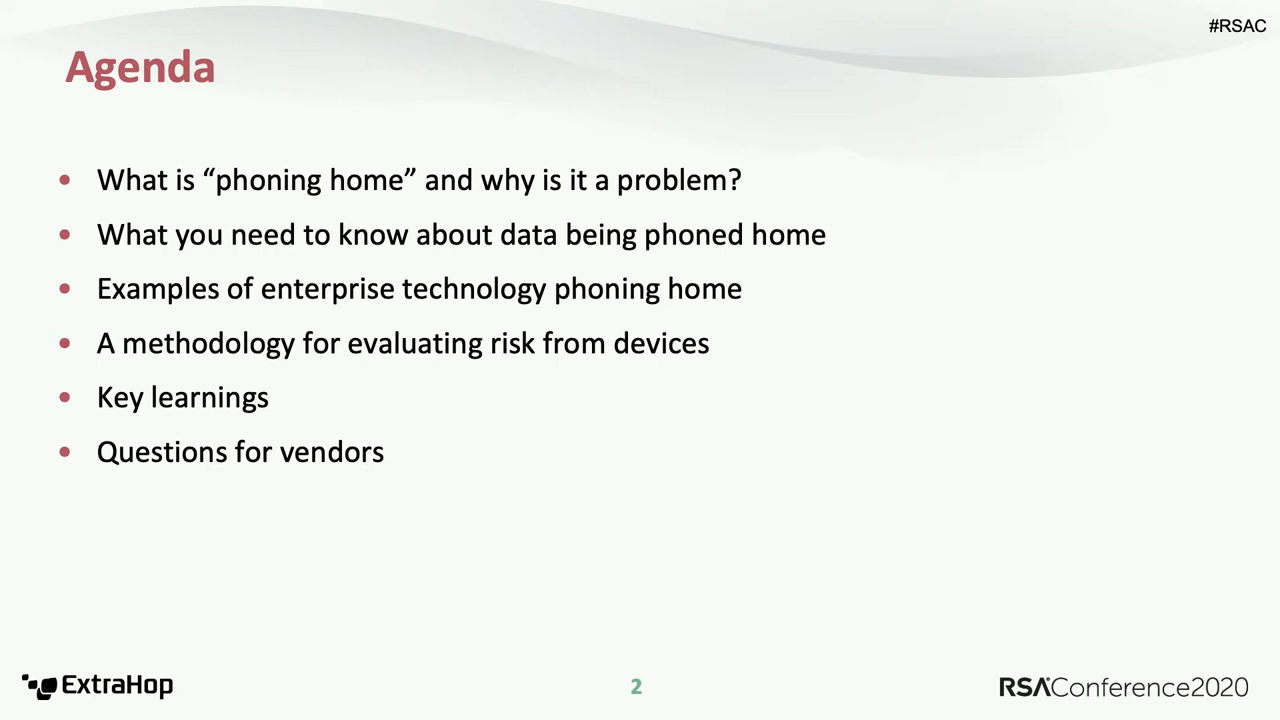 #RSAC
Agenda
• What is “phoning home” and why is it a problem?
• What you need to know about data being phoned home
• Examples of enterprise technology phoning home
• A methodology for evaluating risk from devices
• Key learnings
• Questions for vendors
ExtraHop
2
RSA Conference2020